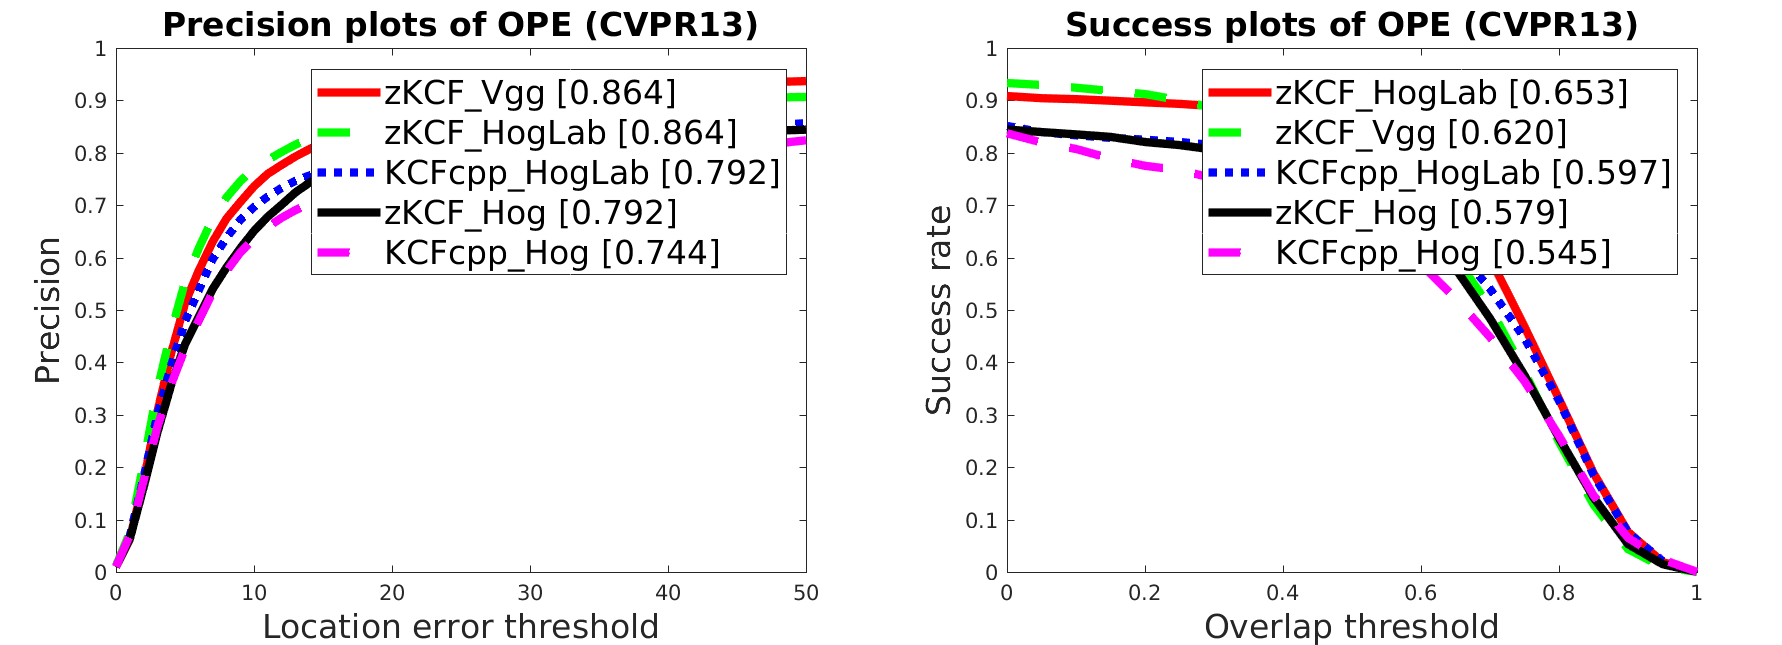 Precision plots of OPE (CVPR13)
1
0.9
0.8
0.7
0.6
0.5
0.4
0.3
0.2
0.1
0
Precision
zKCF_Vgg [0.864]
zKCF_HogLab [0.864]
KCFcpp_HogLab [0.792]
zKCF_Hog [0.792]
KCFcpp_Hog [0.744]
0 10 20 30 40 50
Location error threshold
Success plots of OPE (CVPR13)
1
0.9
0.8
0.7
0.6
0.5
0.4
0.3
0.2
0.1
0
Success rate
zKCF_HogLab [0.653]
zKCF_Vgg [0.620]
KCFcpp_HogLab [0.597]
zKCF_Hog [0.579]
KCFcpp_Hog [0.545]
0 0.2 0.4 0.6 0.8 1
Overlap threshold